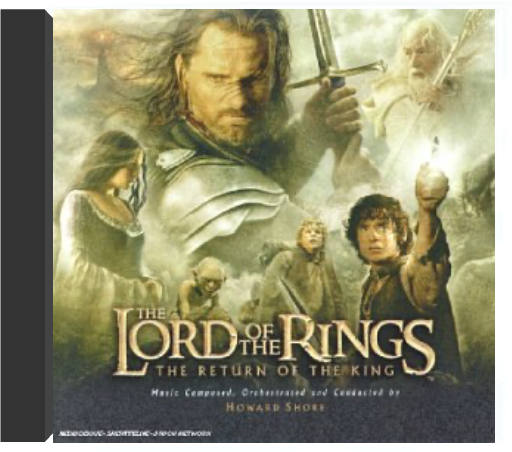 THE
LORD OF THE RINGS
THE RETURN OF THE KING
Music Composed, Orchestrated and Conducted by
HOWARD SHORE